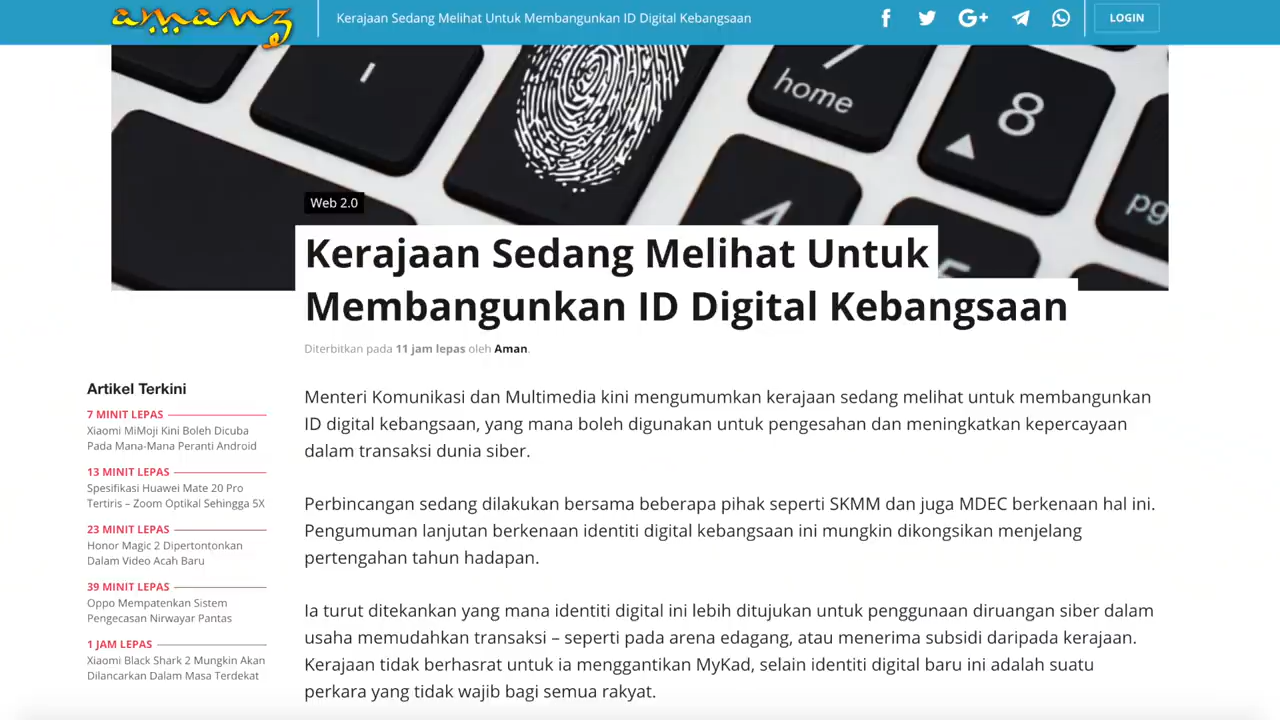 amanz
Kerajaan Sedang Melihat Untuk Membangunkan ID Digital Kebangsaan
LOGIN
home
7
8
4
5
pg
Web 2.0
Kerajaan Sedang Melihat Untuk
Membangunkan ID Digital Kebangsaan
Diterbitkan pada 11 jam lepas oleh Aman.
Artikel Terkini
7 MINIT LEPAS
Xiaomi MiMoji Kini Boleh Dicuba
Pada Mana-Mana Peranti Android
13 MINIT LEPAS
Spesifikasi Huawei Mate 20 Pro
Tertiris – Zoom Optikal Sehingga 5X
23 MINIT LEPAS
Honor Magic 2 Dipertontonkan
Dalam Video Acah Baru
39 MINIT LEPAS
Oppo Mempatenkan Sistem
Pengecasan Nirwayar Pantas
1 JAM LEPAS
Xiaomi Black Shark 2 Mungkin Akan
Dilancarkan Dalam Masa Terdekat
Menteri Komunikasi dan Multimedia kini mengumumkan kerajaan sedang melihat untuk membangunkan
ID digital kebangsaan, yang mana boleh digunakan untuk pengesahan dan meningkatkan kepercayaan
dalam transaksi dunia siber.
Perbincangan sedang dilakukan bersama beberapa pihak seperti SKMM dan juga MDEC berkenaan hal ini.
Pengumuman lanjutan berkenaan identiti digital kebangsaan ini mungkin dikongsikan menjelang
pertengahan tahun hadapan.
Ia turut ditekankan yang mana identiti digital ini lebih ditujukan untuk penggunaan diruangan siber dalam
usaha memudahkan transaksi – seperti pada arena edagang, atau menerima subsidi daripada kerajaan.
Kerajaan tidak berhasrat untuk ia menggantikan MyKad, selain identiti digital baru ini adalah suatu
perkara yang tidak wajib bagi semua rakyat.